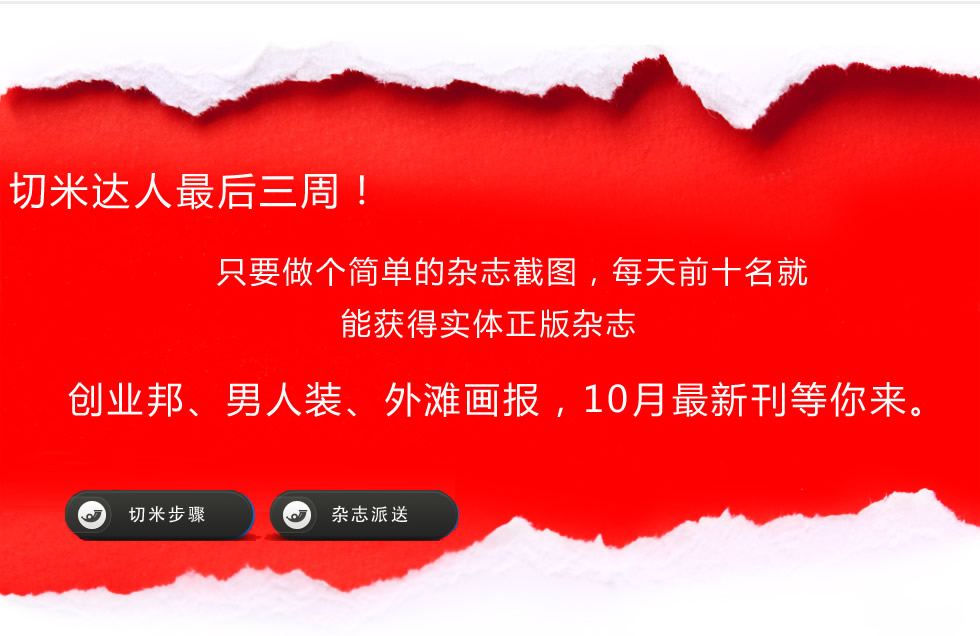 切米达人最后三周！
只要做个简单的杂志截图，每天前十名就
能获得实体正版杂志
创业邦、男人装、外滩画报，10月最新刊等你来。
切米步骤
杂志派送